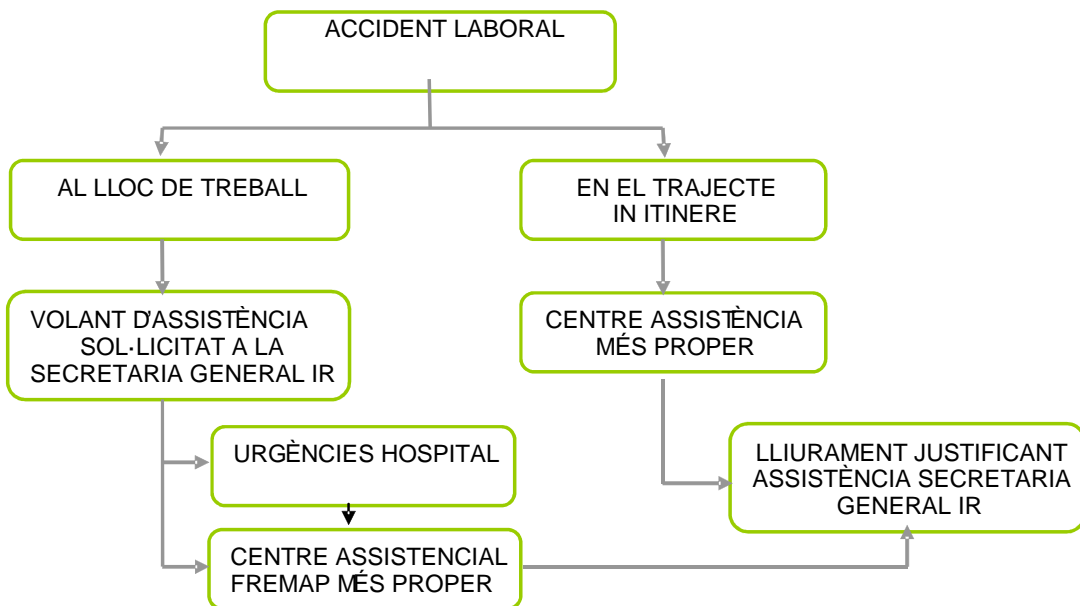 ACCIDENT LABORAL
AL LLOC DE TREBALL
EN EL TRAJECTE
IN ITINERE
VOLANT D'ASSISTÈNCIA
SOL·LICITAT A LA
SECRETARIA GENERAL IR
CENTRE ASSISTÈNCIA
MÉS PROPER
URGÈNCIES HOSPITAL
LLIURAMENT JUSTIFICANT
ASSISTÈNCIA SECRETARIA
GENERAL IR
CENTRE ASSISTENCIAL
FREMAP MÉS PROPER